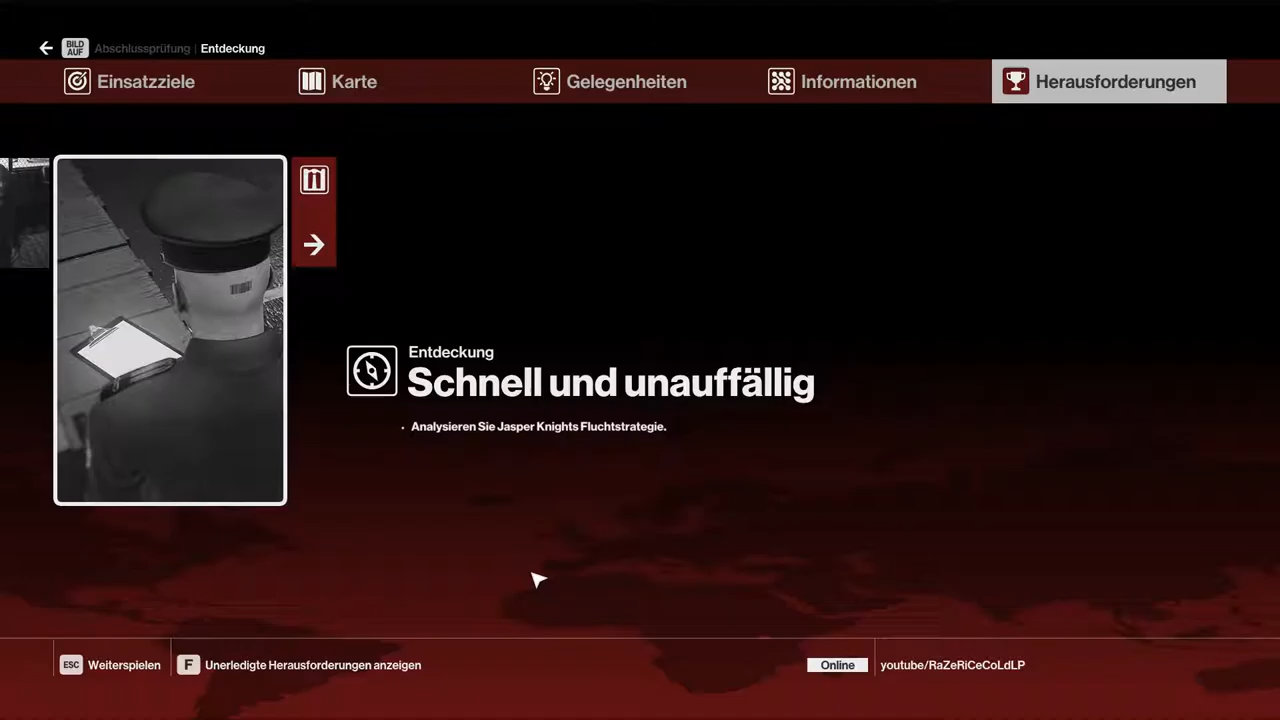 BILD AUF Abschlussprüfung | Entdeckung
Einsatzziele Karte Gelegenheiten Informationen Herausforderungen
Entdeckung
Schnell und unauffällig
· Analysieren Sie Jasper Knights Fluchtstrategie.
ESC Weiterspielen F Unerledigte Herausforderungen anzeigen Online youtube/RaZeRiCeCoLdLP